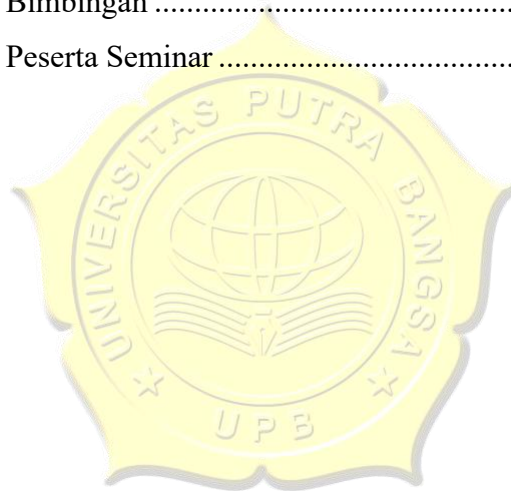 Bimbingan ..................................
Peserta Seminar ..................................
UNIVERSITAS PUTRA BANGSA
UPB